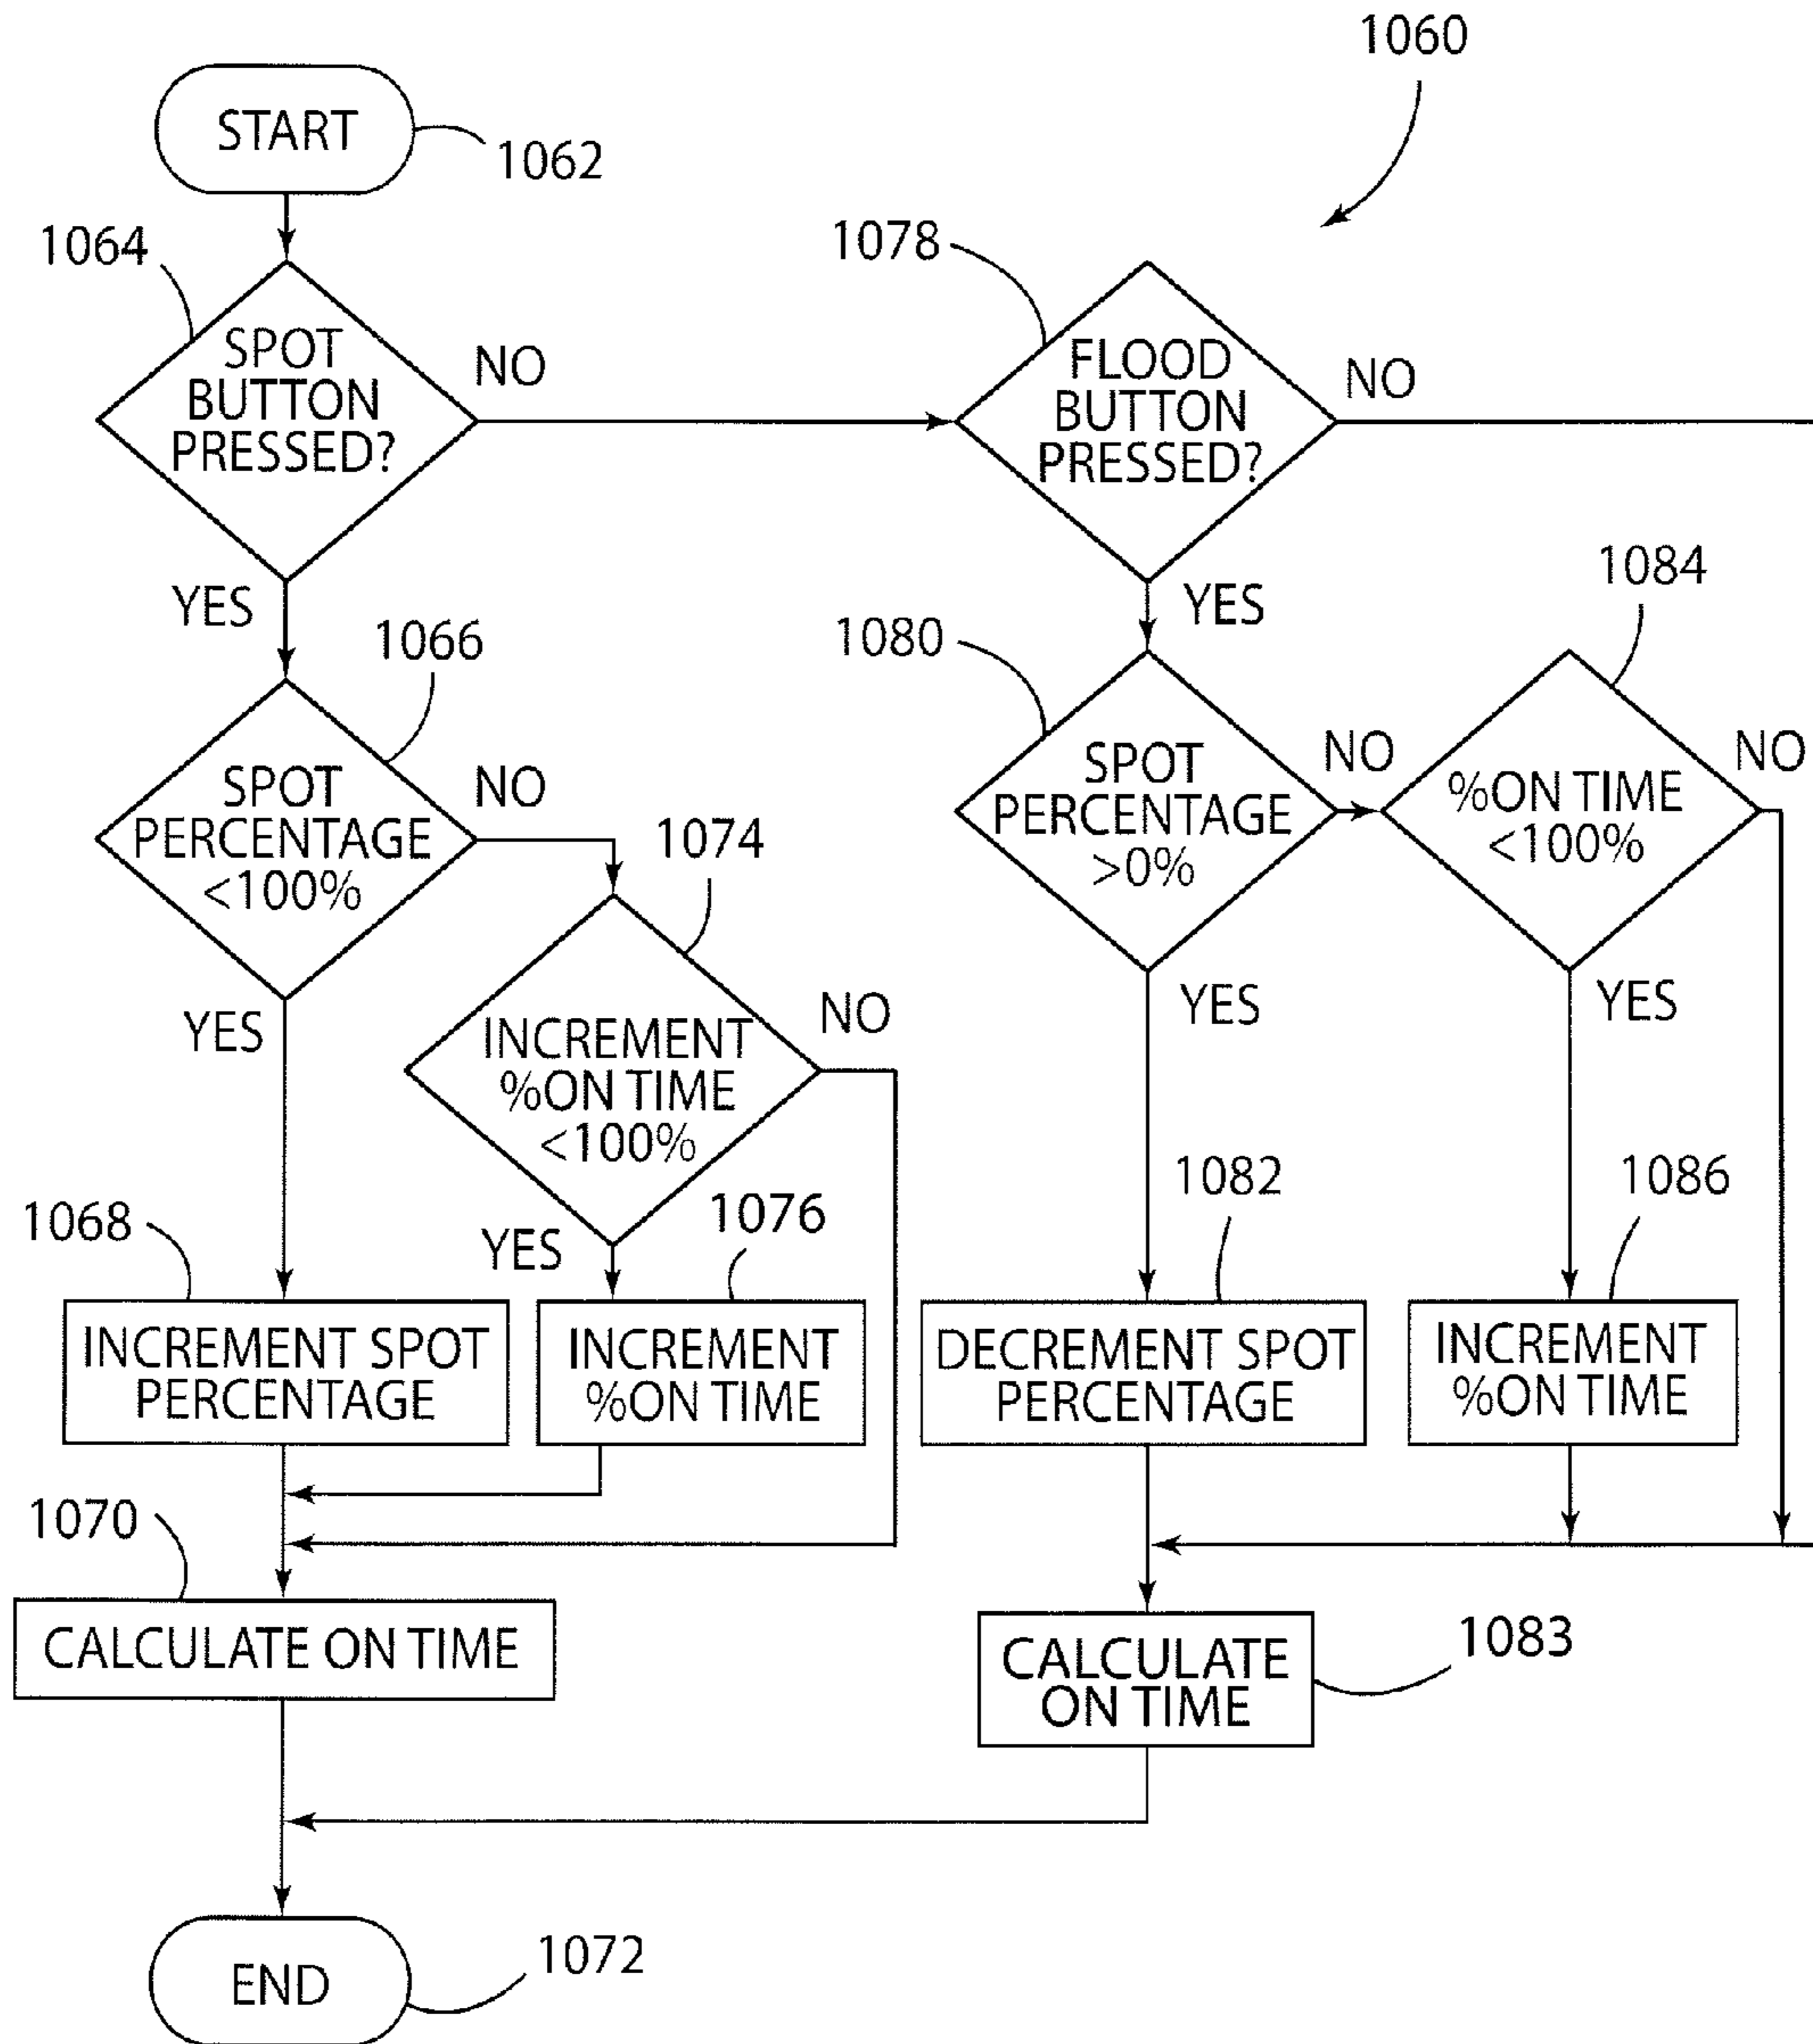 1060
START
1062
1064
SPOT
BUTTON
PRESSED?
NO
YES
1078
FLOOD
BUTTON
PRESSED?
NO
YES
1066
SPOT
PERCENTAGE
<100%
NO
YES
1074
INCREMENT
%ON TIME
<100%
NO
YES
1080
SPOT
PERCENTAGE
>0%
NO
YES
1084
%ON TIME
<100%
NO
YES
1068
INCREMENT SPOT
PERCENTAGE
1076
INCREMENT
%ON TIME
1082
DECREMENT SPOT
PERCENTAGE
1086
INCREMENT
%ON TIME
1070
CALCULATE ON TIME
CALCULATE
ON TIME
1083
END
1072